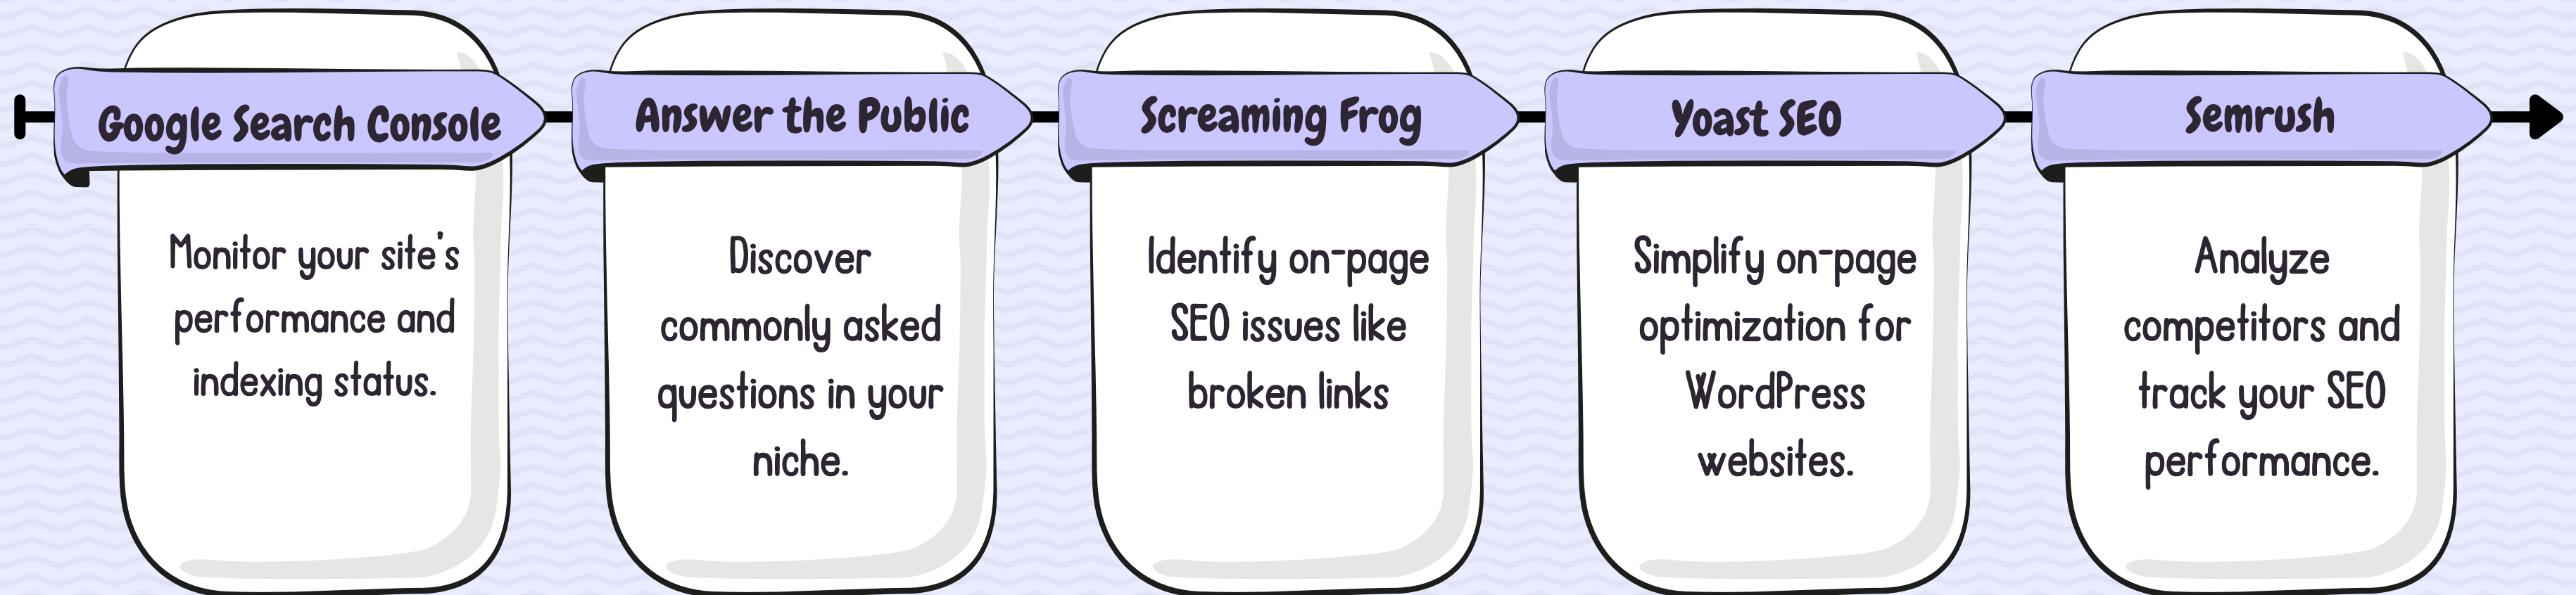 Google Search Console
Monitor your site's
performance and
indexing status.
Answer the Public
Discover
commonly asked
questions in your
niche.
Screaming Frog
Identify on-page
SEO issues like
broken links
Yoast SEO
Simplify on-page
optimization for
WordPress
websites.
Semrush
Analyze
competitors and
track your SEO
performance.